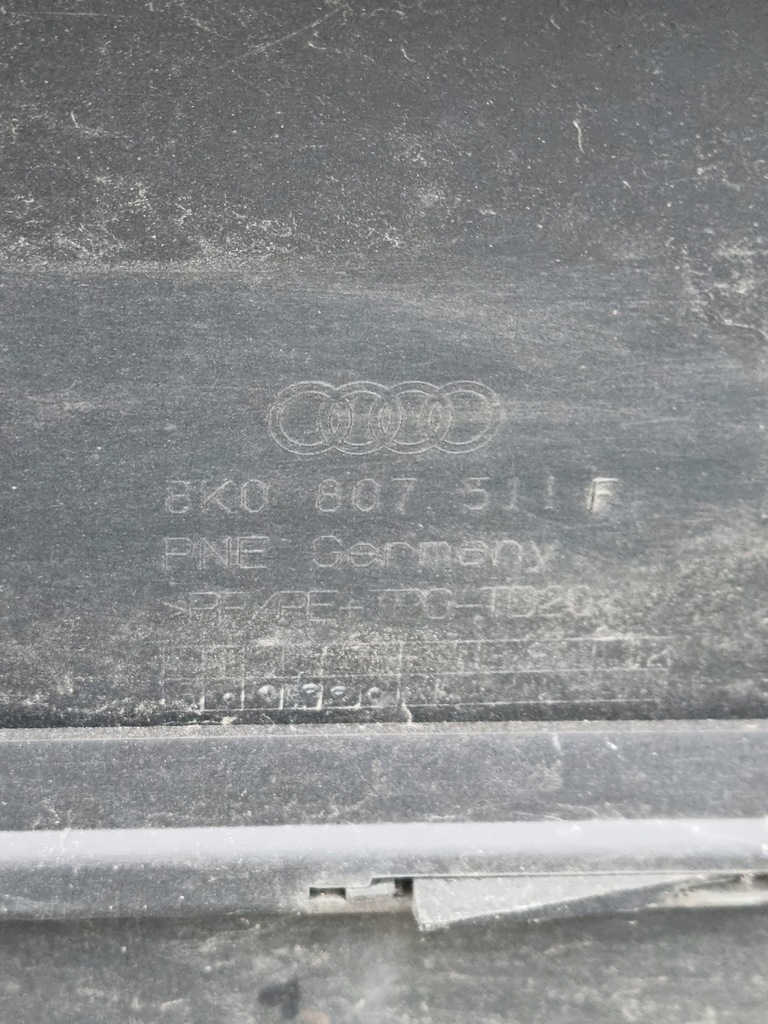 8K0 807 511 F
PNE Germany
>PP/PE+TPO-TD20<